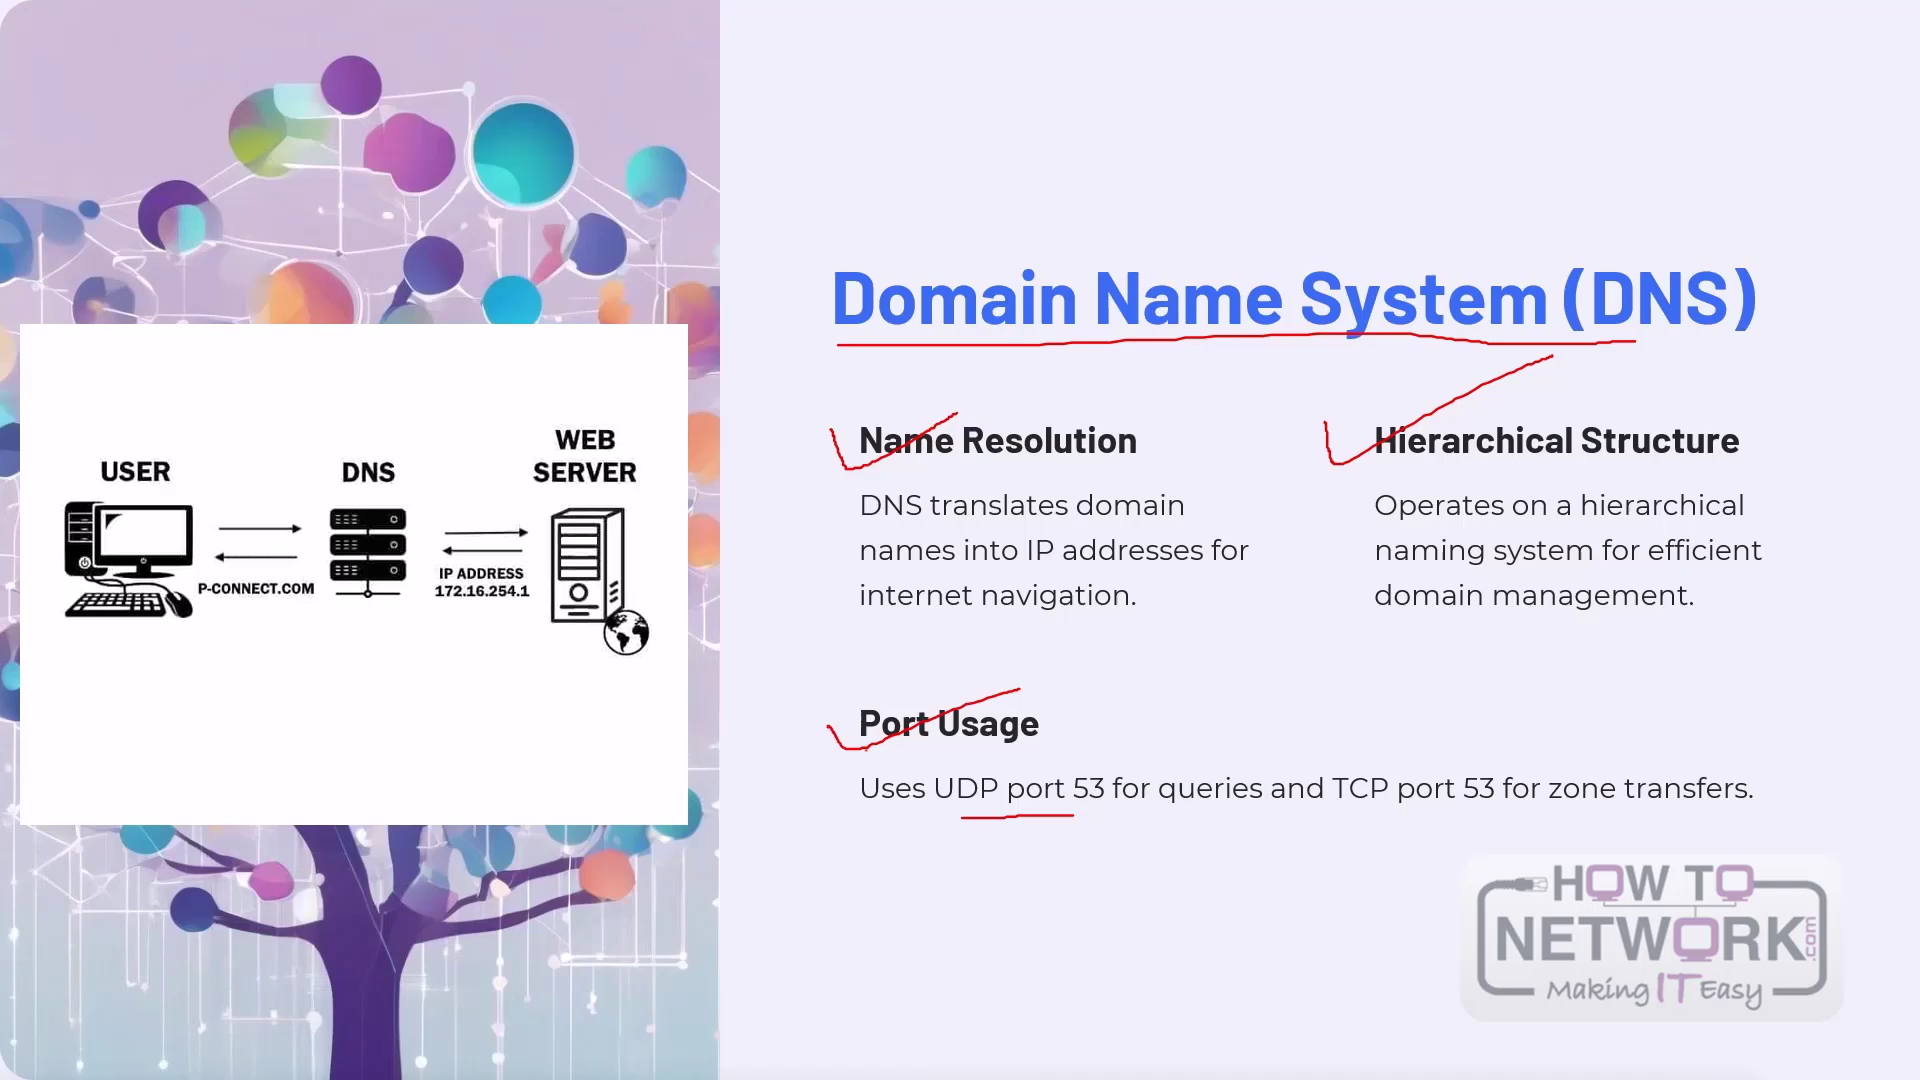 Domain Name System (DNS)
Name Resolution
DNS translates domain
names into IP addresses for
internet navigation.
Hierarchical Structure
Operates on a hierarchical
naming system for efficient
domain management.
Port Usage
Uses UDP port 53 for queries and TCP port 53 for zone transfers.
USER
DNS
WEB
SERVER
P-CONNECT.COM
IP ADDRESS
172.16.254.1
HOW TO
NETWORK.com
Making IT Easy